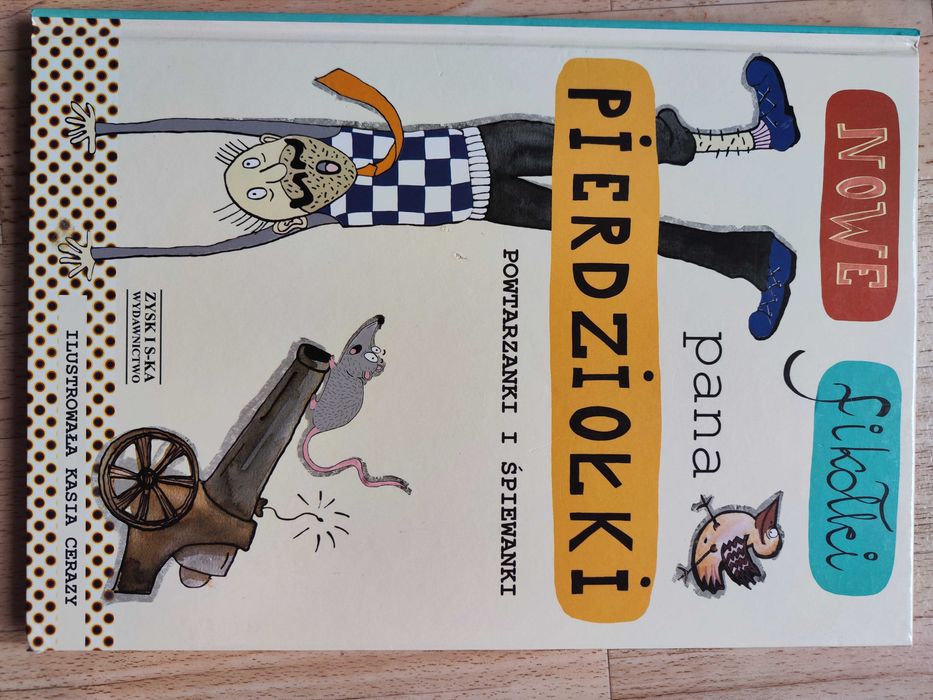 NOWE
fikołki
pana
PiERDZiOŁKi
POWTARZANKI I ŚPIEWANKI
ZYSK I S-KA
WYDAWNICTWO
ILUSTROWAŁA KASIA CERAZY